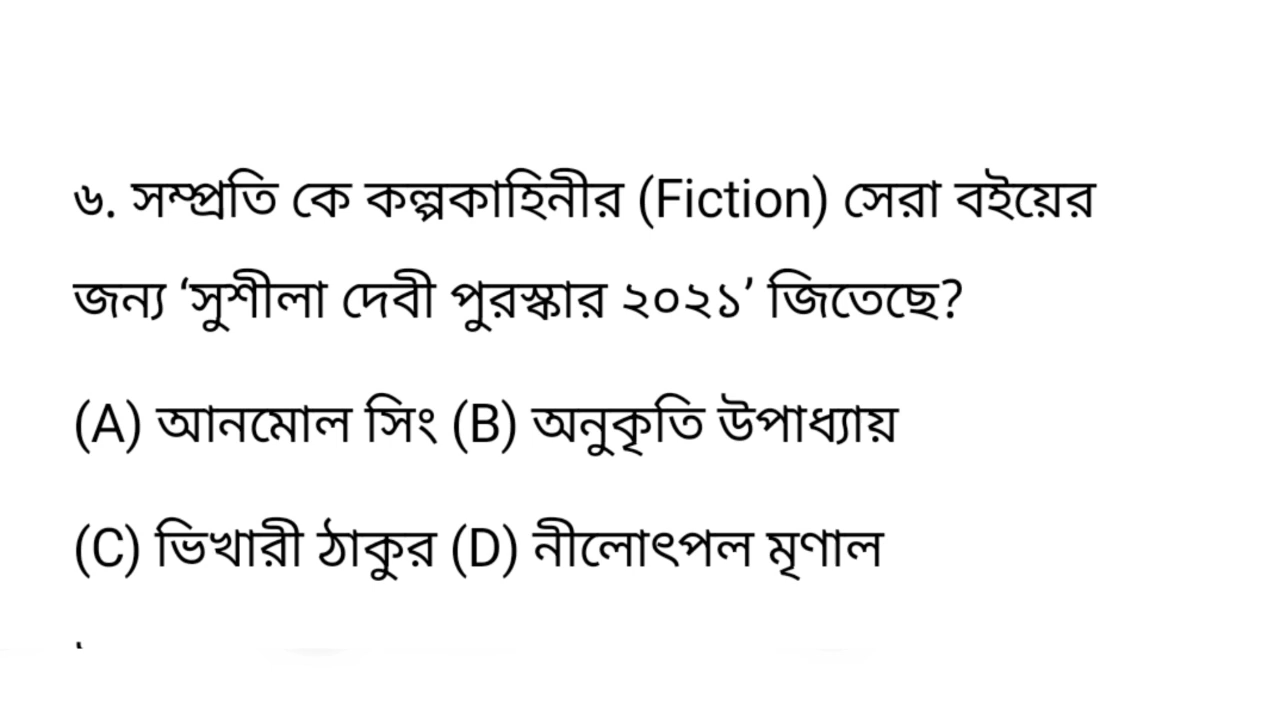 ৬. সম্প্রতি কে কল্পকাহিনীর (Fiction) সেরা বইয়ের
জন্য ‘সুশীলা দেবী পুরস্কার ২০২১’ জিতেছে?
(A) আনমোল সিং (B) অনুকৃতি উপাধ্যায়
(C) ভিখারী ঠাকুর (D) নীলোৎপল মৃণাল